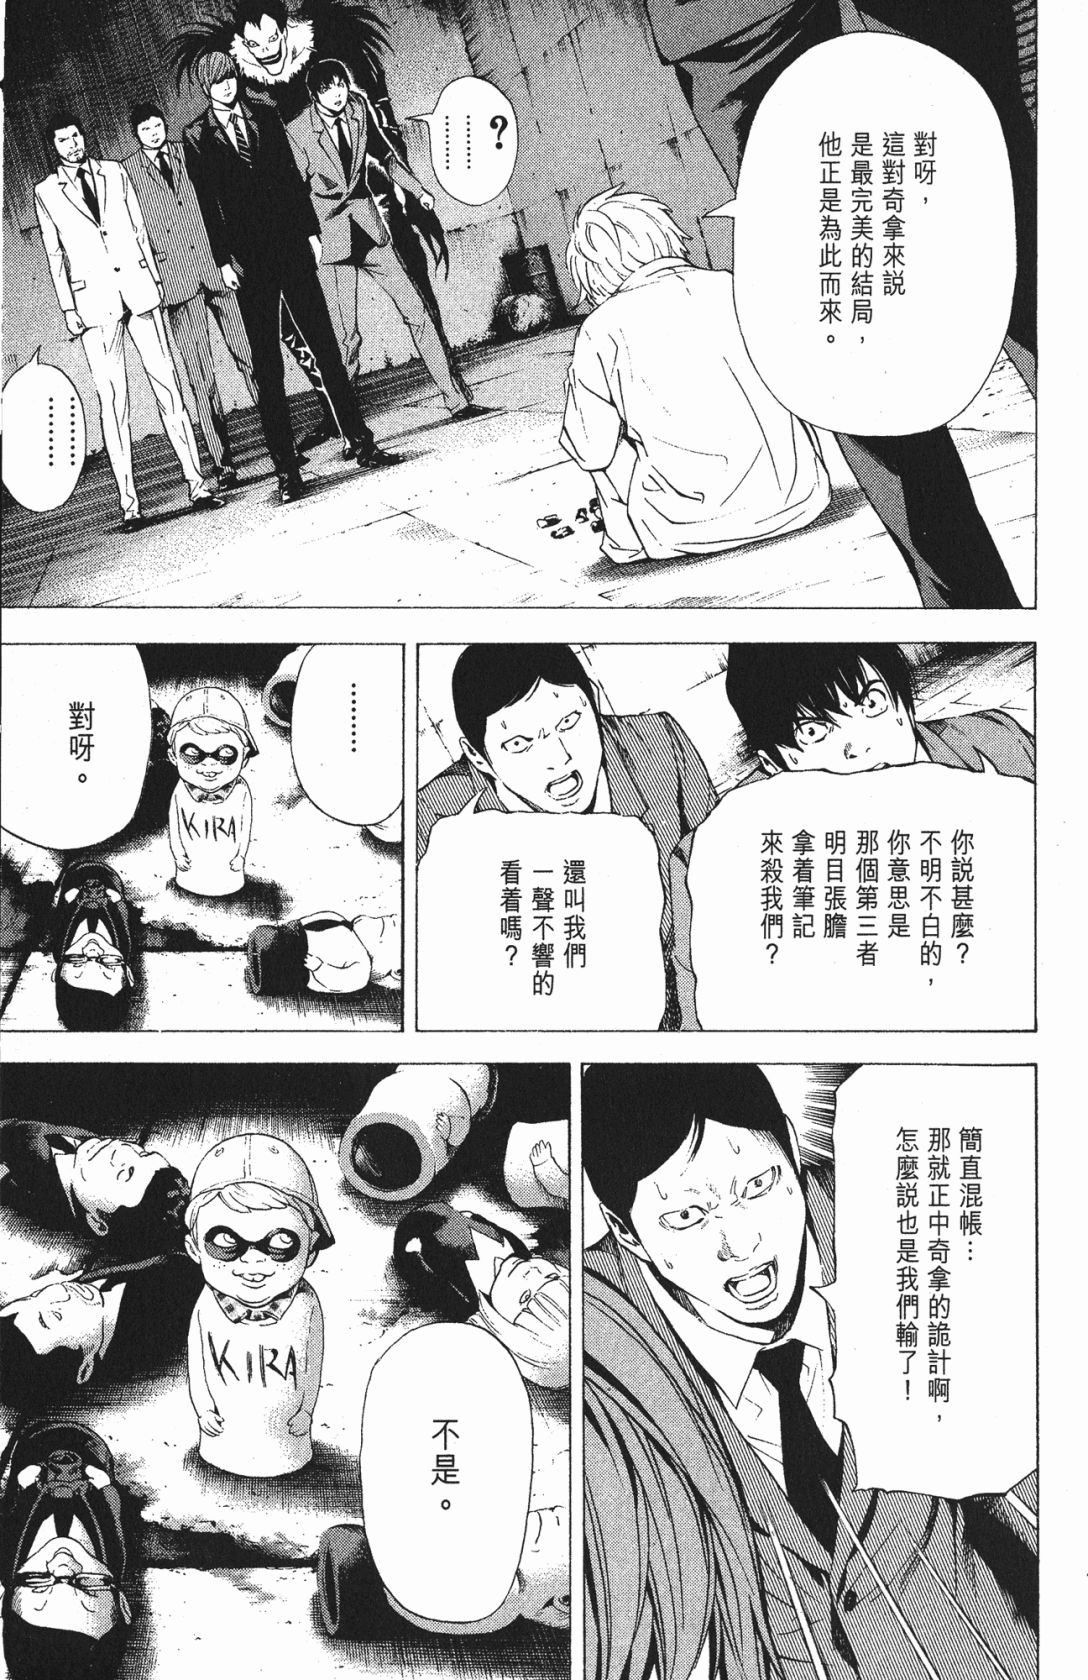 對呀，
這對奇拿來説
是最完美的結局，
他正是為此而來。
………
？
………
………
………
你説甚麼？
不明不白的，
你意思是
那個第三者
明目張膽
拿着筆記
來殺我們？
還叫我們
一聲不響的
看着嗎？
………
對呀。
KIRA
簡直混帳…
那就正中奇拿的詭計啊，
怎麼説也是我們輸了！
不是。
KIRA